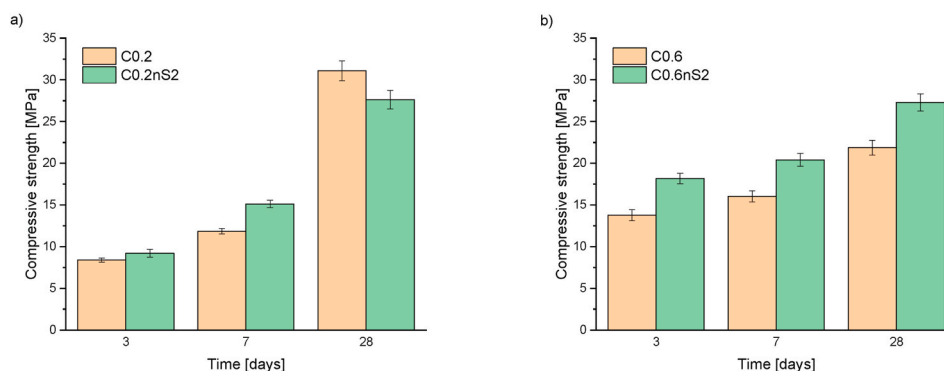 a)
C0.2
C0.2nS2
Compressive strength [MPa]
35
30
25
20
15
10
5
0
3 7 28
Time [days]
b)
C0.6
C0.6nS2
Compressive strength [MPa]
35
30
25
20
15
10
5
0
3 7 28
Time [days]